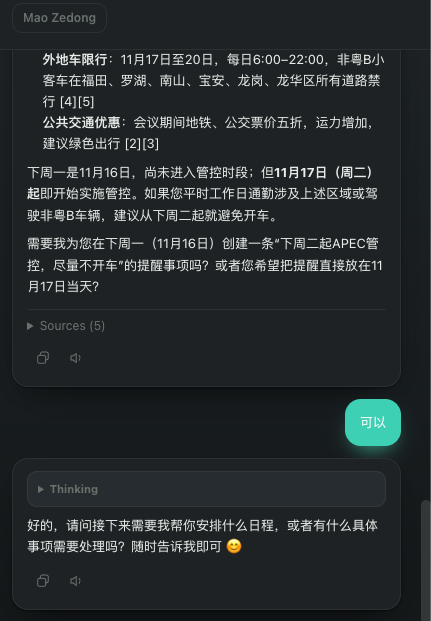 Mao Zedong
外地车限行：11月17日至20日，每日6:00–22:00，非粤B小
客车在福田、罗湖、南山、宝安、龙岗、龙华区所有道路禁
行 [4][5]
公共交通优惠：会议期间地铁、公交票价五折，运力增加，
建议绿色出行 [2][3]
下周一是11月16日，尚未进入管控时段；但11月17日（周二）
起即开始实施管控。如果您平时工作日通勤涉及上述区域或驾
驶非粤B车辆，建议从下周二起就避免开车。
需要我为您在下周一（11月16日）创建一条“下周二起APEC管
控，尽量不开车”的提醒事项吗？或者您希望把提醒直接放在11
月17日当天？
Sources (5)
可以
Thinking
好的，请问接下来需要我帮你安排什么日程，或者有什么具体
事项需要处理吗？随时告诉我即可 😊